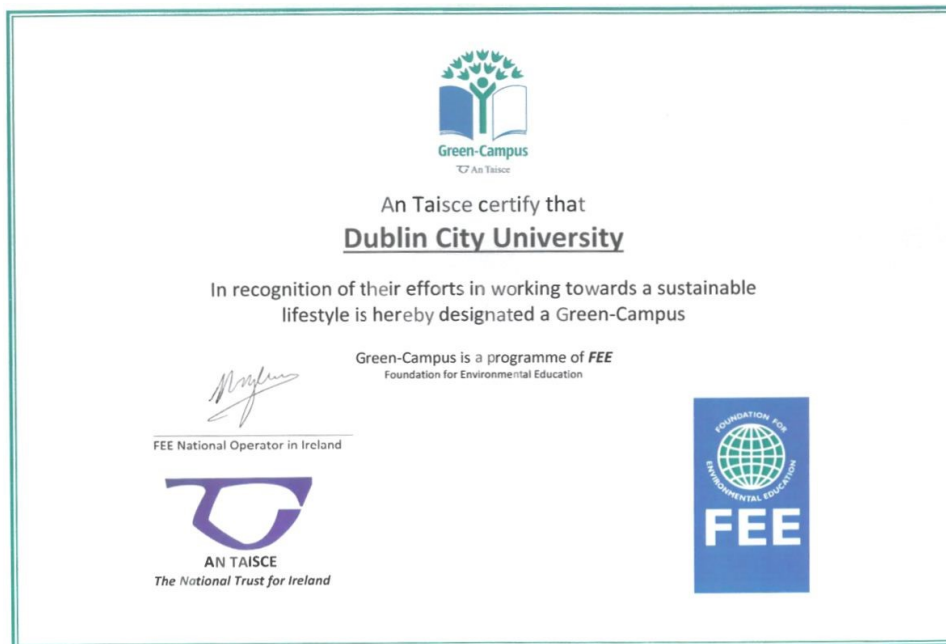 Green-Campus
An Taisce
An Taisce certify that
Dublin City University
In recognition of their efforts in working towards a sustainable
lifestyle is hereby designated a Green-Campus
Green-Campus is a programme of FEE
Foundation for Environmental Education
FEE National Operator in Ireland
AN TAISCE
The National Trust for Ireland
FOUNDATION FOR
ENVIRONMENTAL EDUCATION
FEE